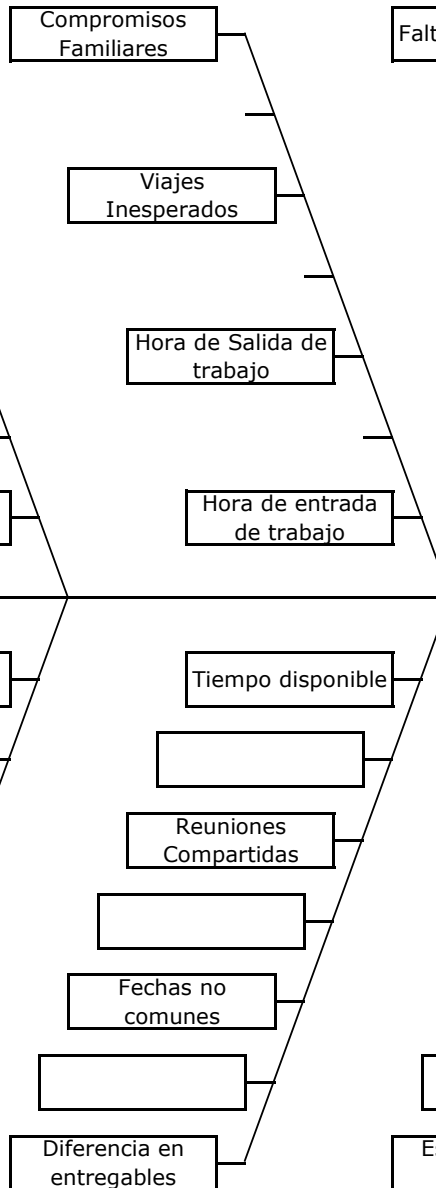 Compromisos
Familiares
Viajes
Inesperados
Hora de Salida de
trabajo
Hora de entrada
de trabajo
Tiempo disponible
Reuniones
Compartidas
Fechas no
comunes
Diferencia en
entregables